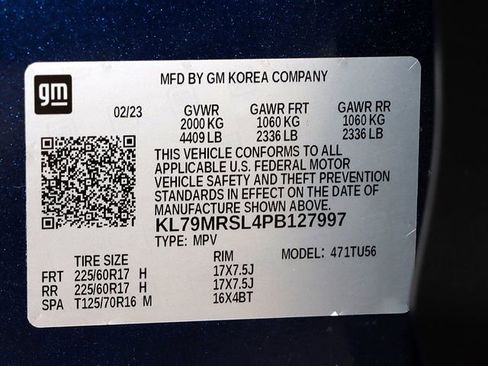 gm
MFD BY GM KOREA COMPANY
02/23 GVWR GAWR FRT GAWR RR
2000 KG 1060 KG 1060 KG
4409 LB 2336 LB 2336 LB
THIS VEHICLE CONFORMS TO ALL
APPLICABLE U.S. FEDERAL MOTOR
VEHICLE SAFETY AND THEFT PREVENTION
STANDARDS IN EFFECT ON THE DATE OF
MANUFACTURE SHOWN ABOVE.
KL79MRSL4PB127997
TYPE: MPV MODEL: 471TU56
TIRE SIZE RIM
FRT 225/60R17 H 17X7.5J
RR 225/60R17 H 17X7.5J
SPA T125/70R16 M 16X4BT